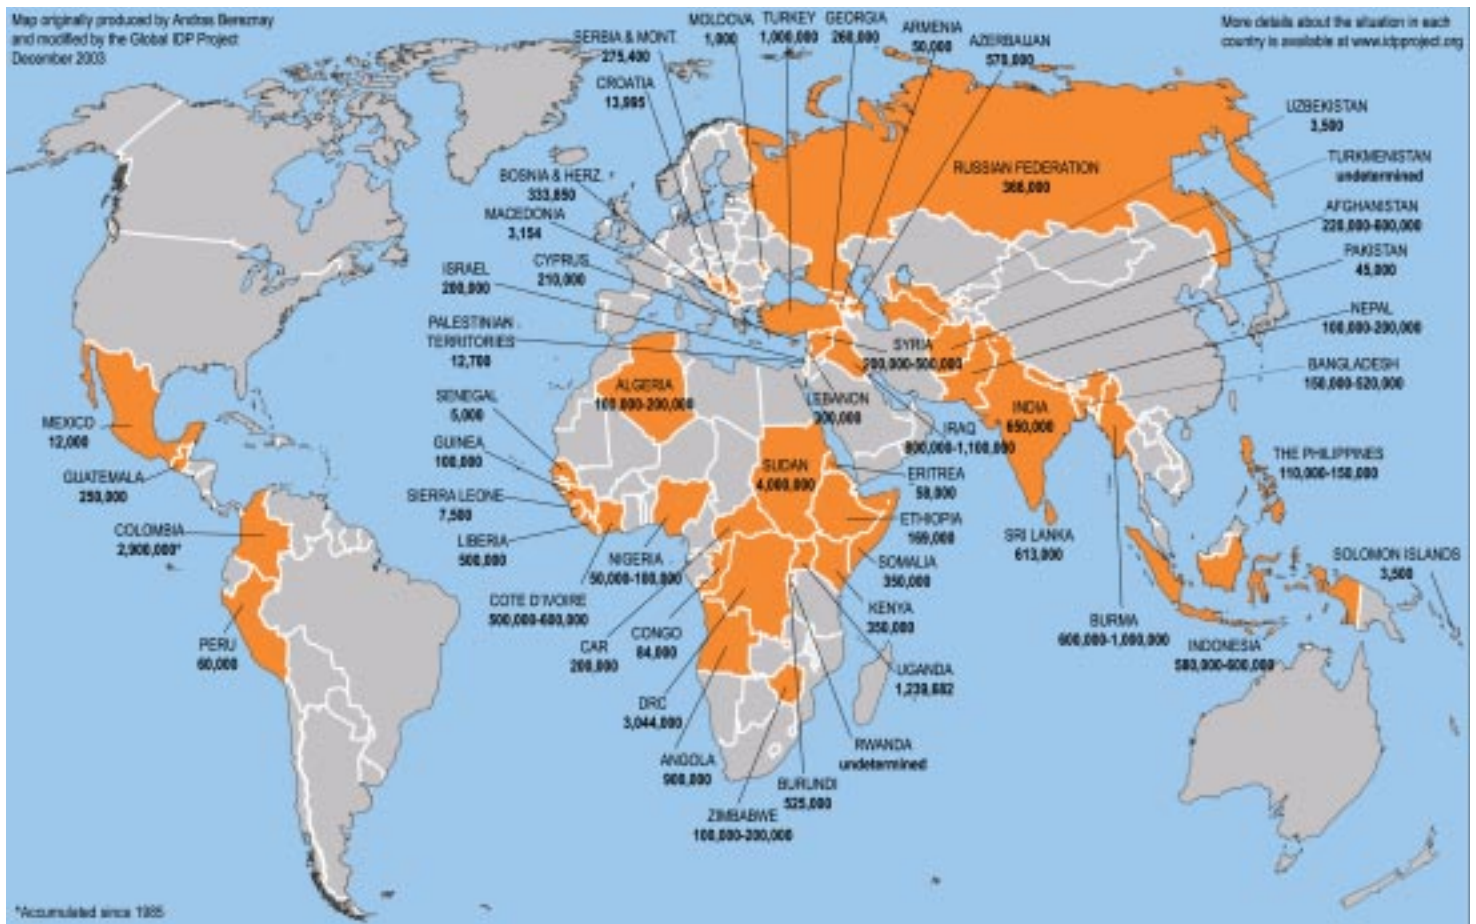 Map originally produced by Andras Bereznay
and modified by the Global IDP Project
December 2003
More details about the situation in each
country is available at www.idpproject.org
MOLDOVA
1,000
TURKEY
1,000,000
GEORGIA
260,000
ARMENIA
50,000
AZERBAIJAN
570,000
SERBIA & MONT.
275,400
CROATIA
13,995
BOSNIA & HERZ.
333,850
MACEDONIA
3,154
CYPRUS
210,000
ISRAEL
200,000
PALESTINIAN
TERRITORIES
12,700
UZBEKISTAN
3,500
TURKMENISTAN
undetermined
RUSSIAN FEDERATION
AFGHANISTAN
220,000-600,000
PAKISTAN
45,000
NEPAL
100,000-200,000
BANGLADESH
150,000-520,000
SYRIA
200,000-500,000
LEBANON
300,000
IRAQ
800,000-1,100,000
INDIA
650,000
ALGERIA
100,000-200,000
SENEGAL
5,000
GUINEA
100,000
SIERRA LEONE
7,500
LIBERIA
500,000
NIGERIA
50,000-100,000
COTE D'IVOIRE
500,000-600,000
SUDAN
4,000,000
ERITREA
ETHIOPIA
169,000
SOMALIA
350,000
KENYA
350,000
UGANDA
RWANDA
undetermined
BURUNDI
525,000
ZIMBABWE
100,000-200,000
ANGOLA
900,000
DRC
3,044,000
CAR
200,000
CONGO
84,000
MEXICO
12,000
GUATEMALA
250,000
COLOMBIA
2,900,000*
PERU
60,000
SRI LANKA
613,000
BURMA
600,000-1,000,000
THE PHILIPPINES
110,000-150,000
INDONESIA
580,000-600,000
SOLOMON ISLANDS
3,500
*Accumulated since 1985